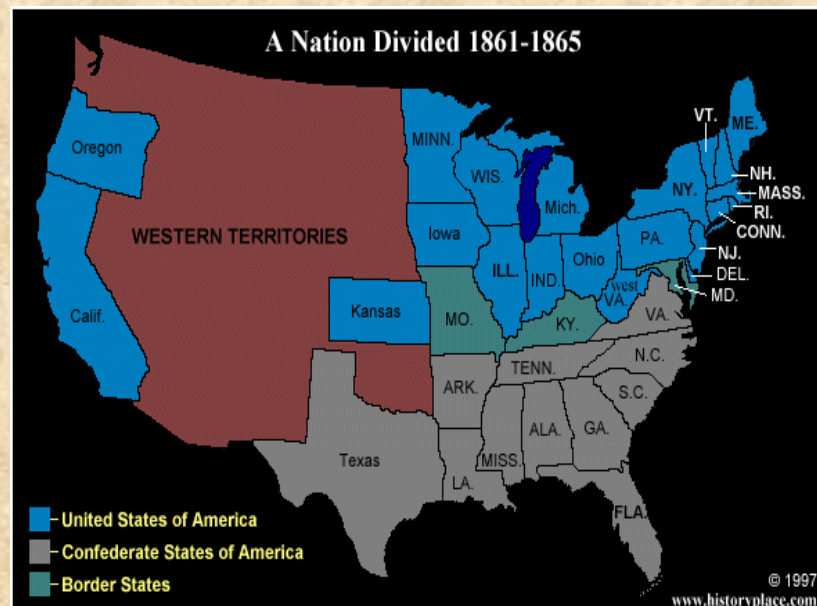 A Nation Divided 1861-1865
VT.
ME.
Oregon
MINN.
WIS.
Mich.
NY.
NH.
MASS.
RI.
CONN.
WESTERN TERRITORIES
Iowa
PA.
NJ.
ILL.
IND.
Ohio
DEL.
west
VA.
MD.
Calif.
Kansas
MO.
KY.
VA.
TENN.
N.C.
ARK.
S.C.
Texas
LA.
MISS.
ALA.
GA.
FLA.
United States of America
Confederate States of America
Border States
© 1997
www.historyplace.com